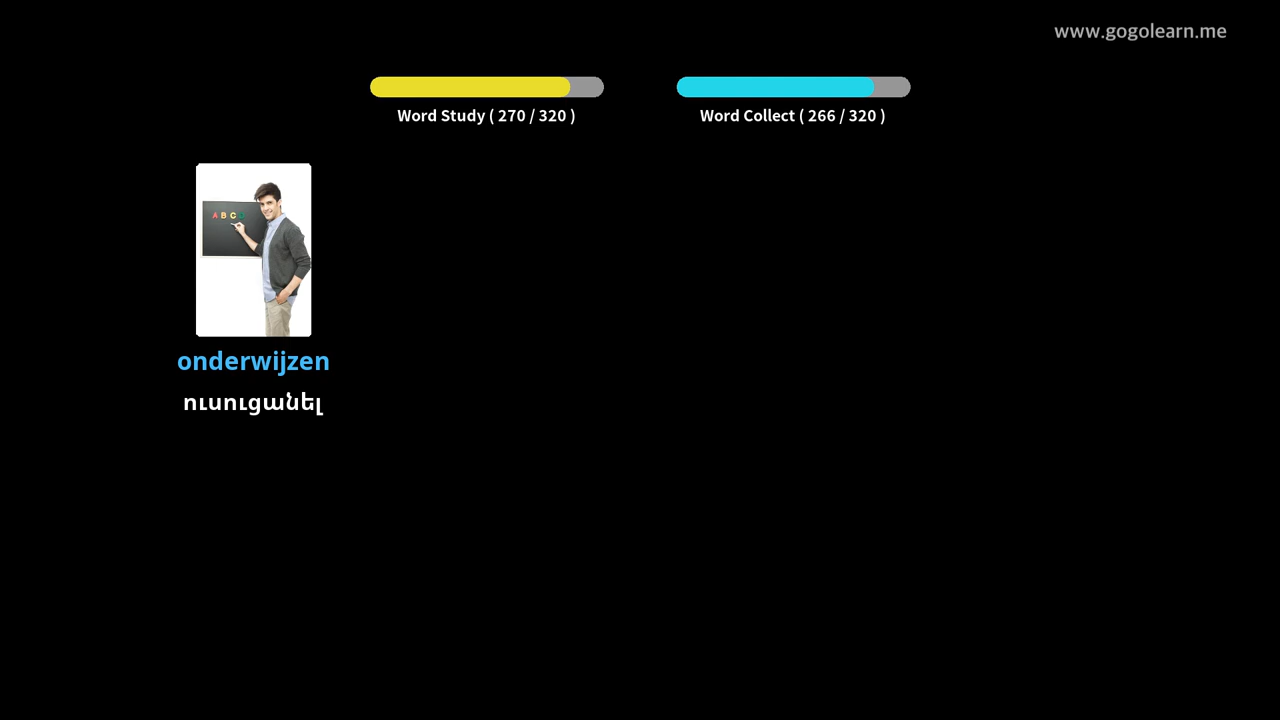 www.gogolearn.me
Word Study ( 270 / 320 )
Word Collect ( 266 / 320 )
A B C
onderwijzen
ուսուցանել